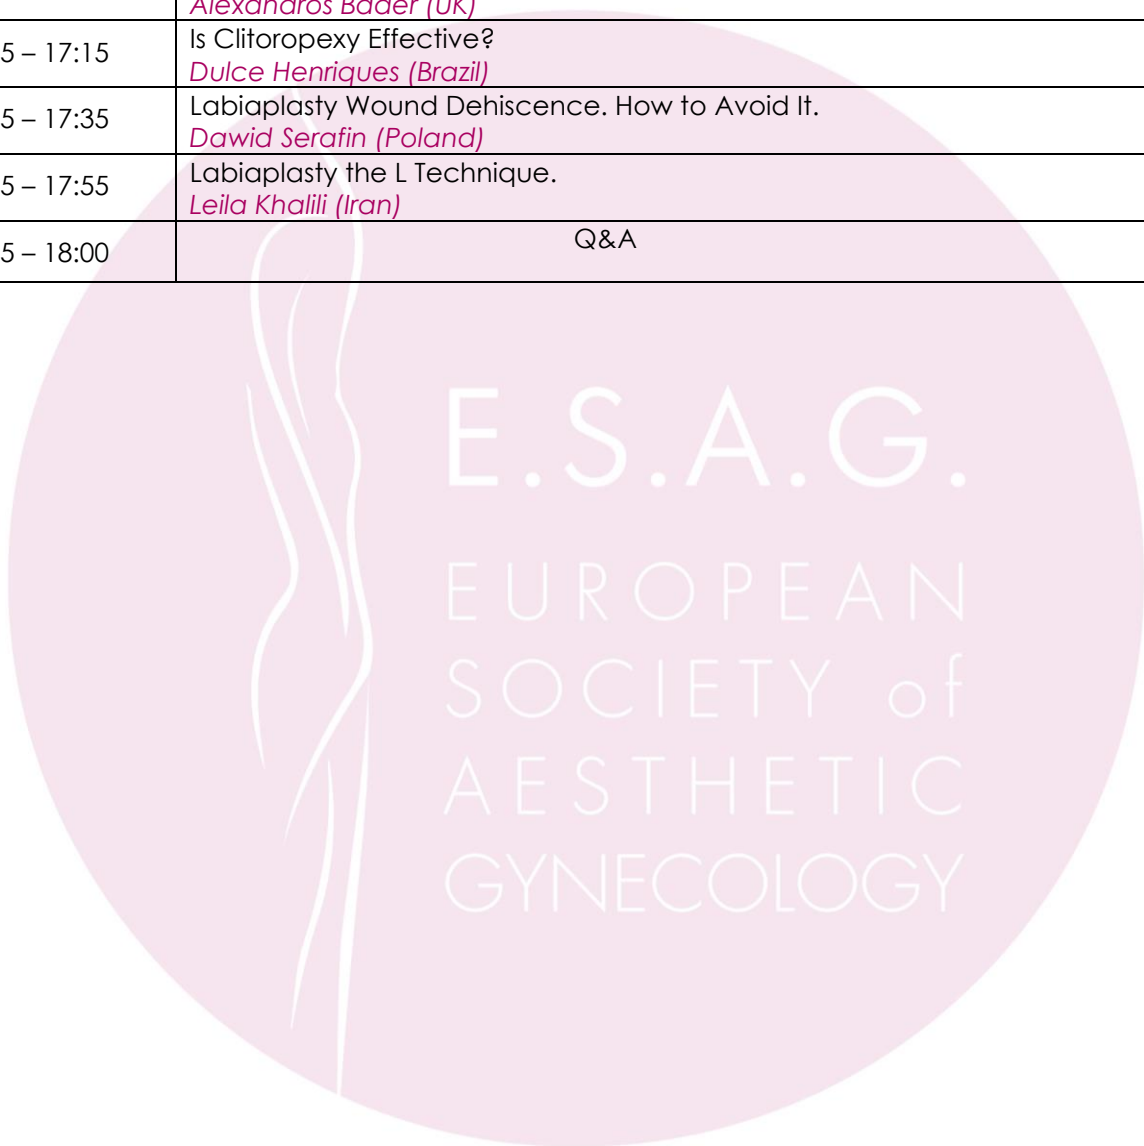 Alexandros Bader (UK)
5 – 17:15
Is Clitoropexy Effective?
Dulce Henriques (Brazil)
5 – 17:35
Labiaplasty Wound Dehiscence. How to Avoid It.
Dawid Serafin (Poland)
5 – 17:55
Labiaplasty the L Technique.
Leila Khalili (Iran)
5 – 18:00
Q&A
E.S.A.G.
EUROPEAN
SOCIETY of
AESTHETIC
GYNECOLOGY